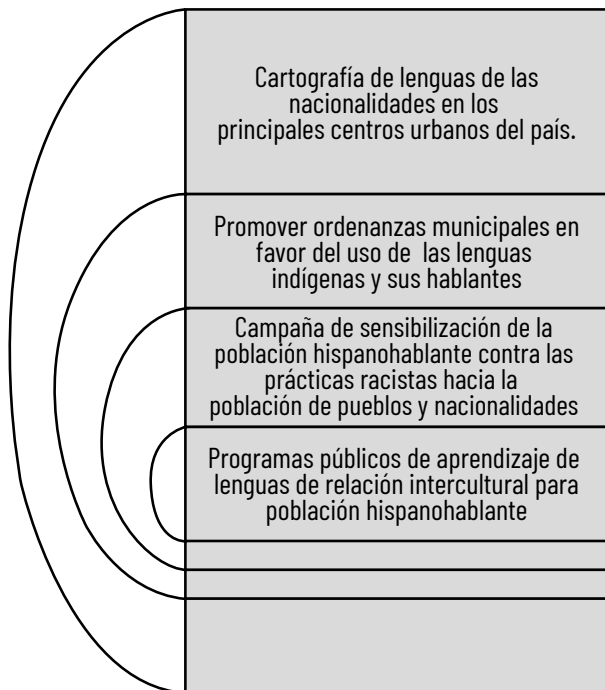 Cartografía de lenguas de las
nacionalidades en los
principales centros urbanos del país.
Promover ordenanzas municipales en
favor del uso de  las lenguas
indígenas y sus hablantes
Campaña de sensibilización de la
población hispanohablante contra las
prácticas racistas hacia la
población de pueblos y nacionalidades
Programas públicos de aprendizaje de
lenguas de relación intercultural para
población hispanohablante